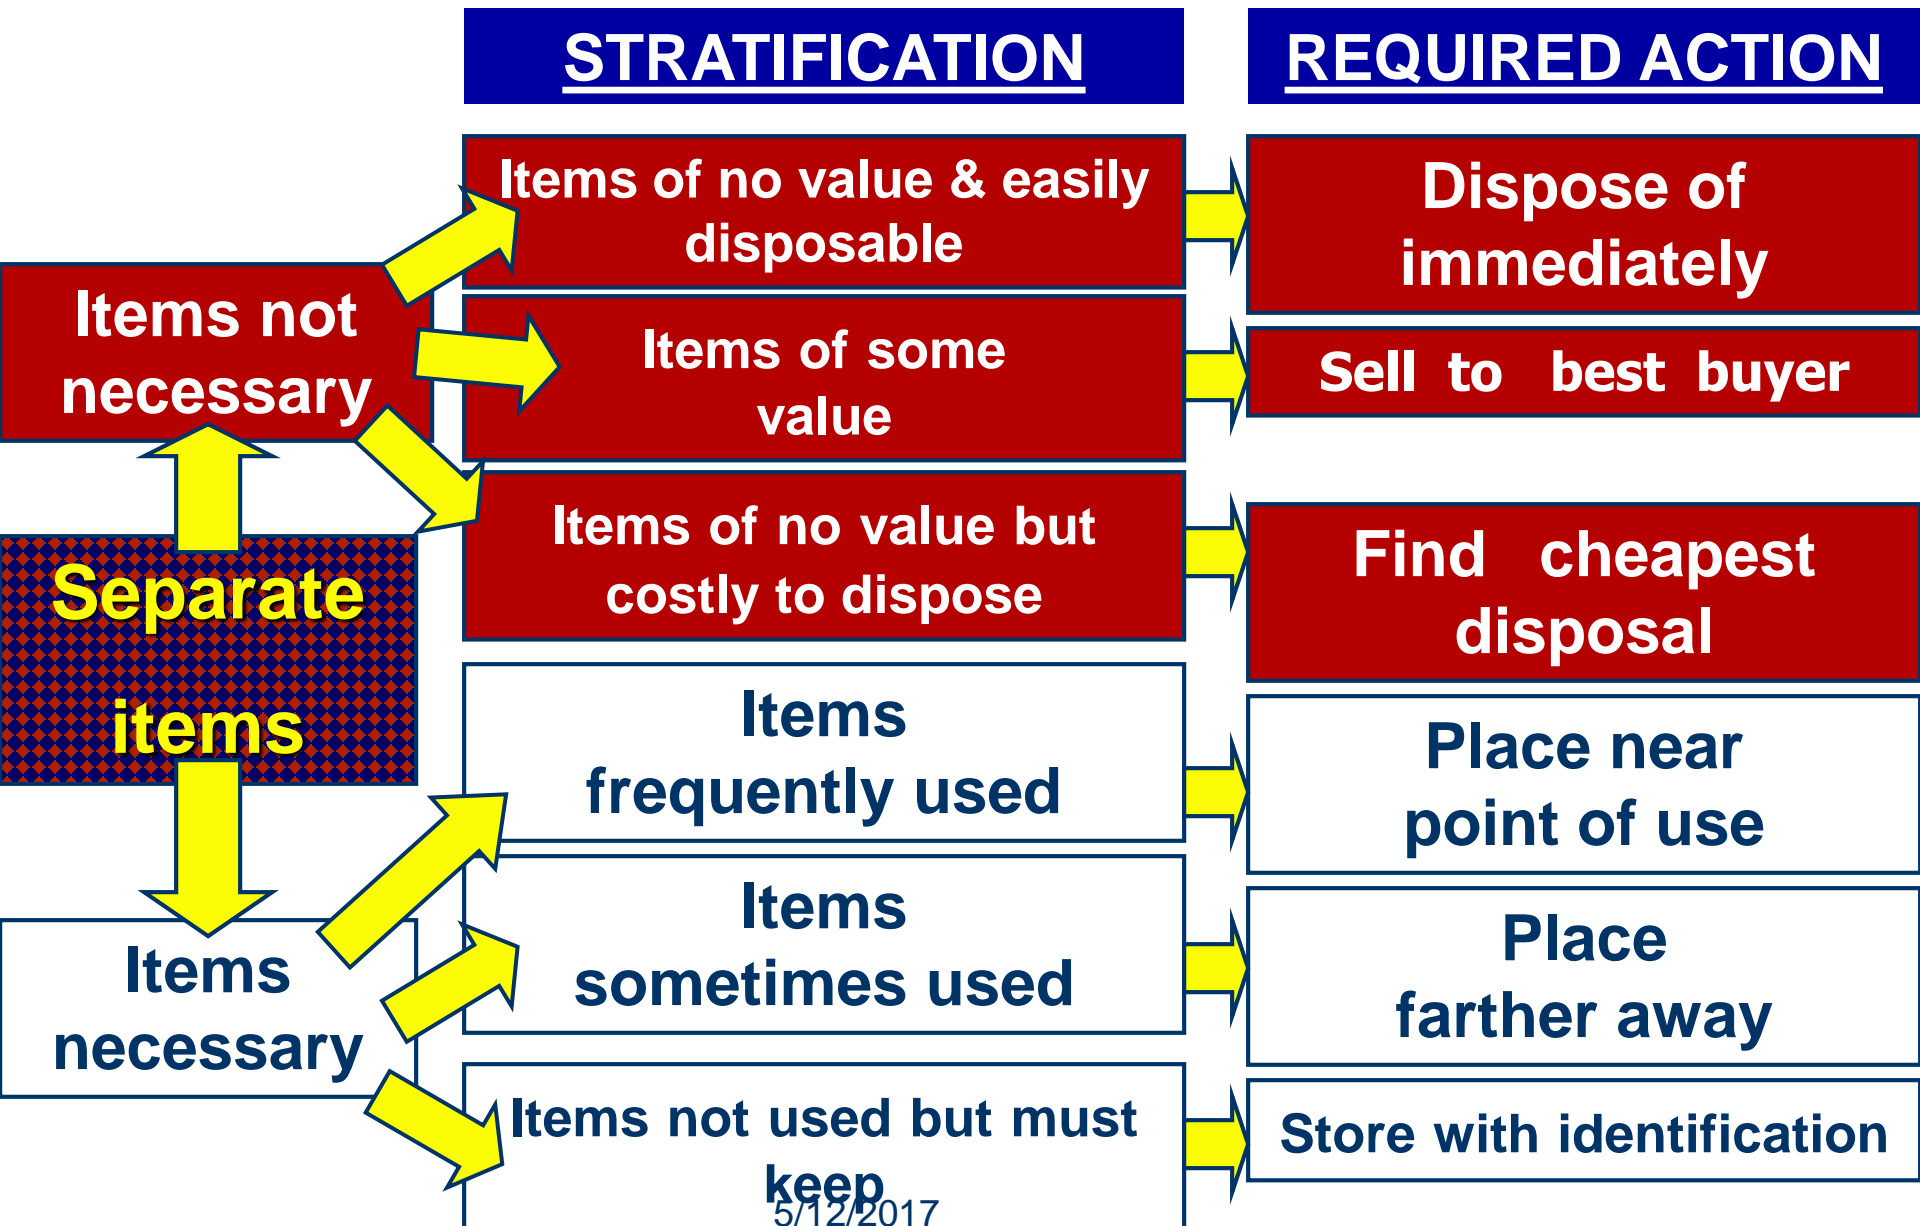 STRATIFICATION
REQUIRED ACTION
Items of no value & easily
disposable
Dispose of
immediately
Items not
necessary
Items of some
value
Sell to best buyer
Items of no value but
costly to dispose
Find cheapest
disposal
Separate
items
Items
frequently used
Place near
point of use
Items
necessary
Items
sometimes used
Place
farther away
Items not used but must
keep
Store with identification
5/12/2017